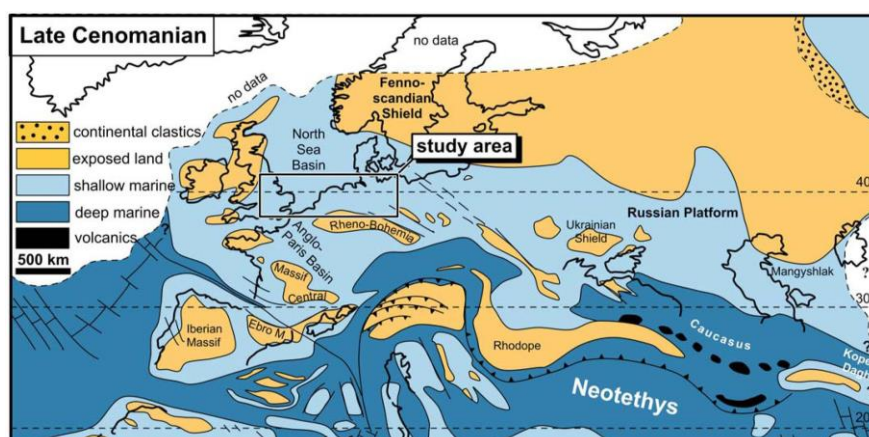 Late Cenomanian
no data
no data
Fenno-
scandian
Shield
North
Sea
Basin
study area
continental clastics
exposed land
shallow marine
deep marine
volcanics
500 km
40
Rheno-Bohemia
Anglo-
Paris Basin
Ukrainian
Shield
Russian Platform
Mangyshlak
?
?
?
Massif
Central
30
Iberian
Massif
Ebro M.
Rhodope
Caucasus
Kope
Dagh
Neotethys
20